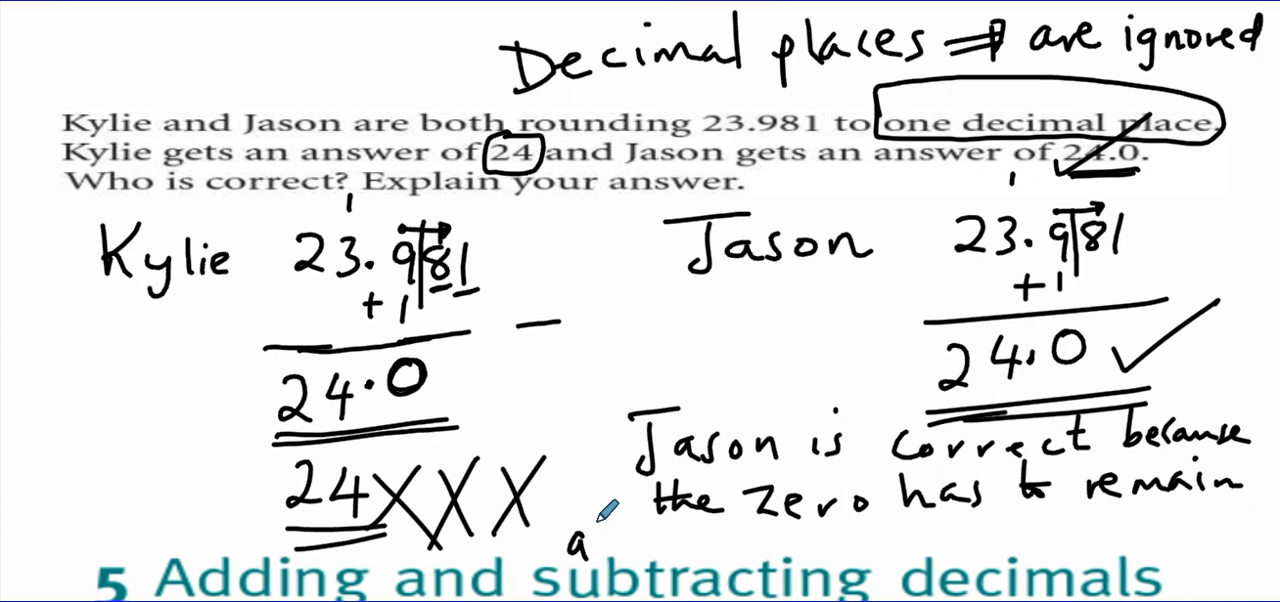 Decimal places ⇒ are ignored
Kylie and Jason are both rounding 23.981 to one decimal place.
Kylie gets an answer of 24 and Jason gets an answer of 24.0.
Who is correct? Explain your answer.
Kylie 23.981 Jason 23.981
1 1
+1 +1
24.0 24.0
24
Jason is correct because
the zero has to remain
a
5 Adding and subtracting decimals